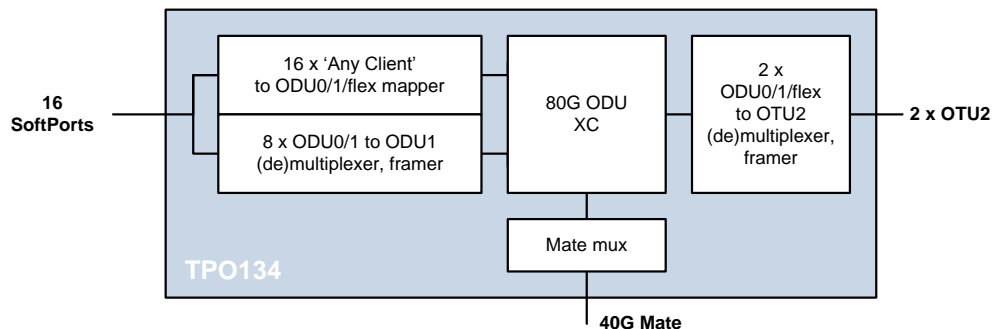 16 x ‘Any Client’
to ODU0/1/flex mapper
8 x ODU0/1 to ODU1
(de)multiplexer, framer
16
SoftPorts
80G ODU
XC
2 x
ODU0/1/flex
to OTU2
(de)multiplexer,
framer
2 x OTU2
Mate mux
TPO134
40G Mate